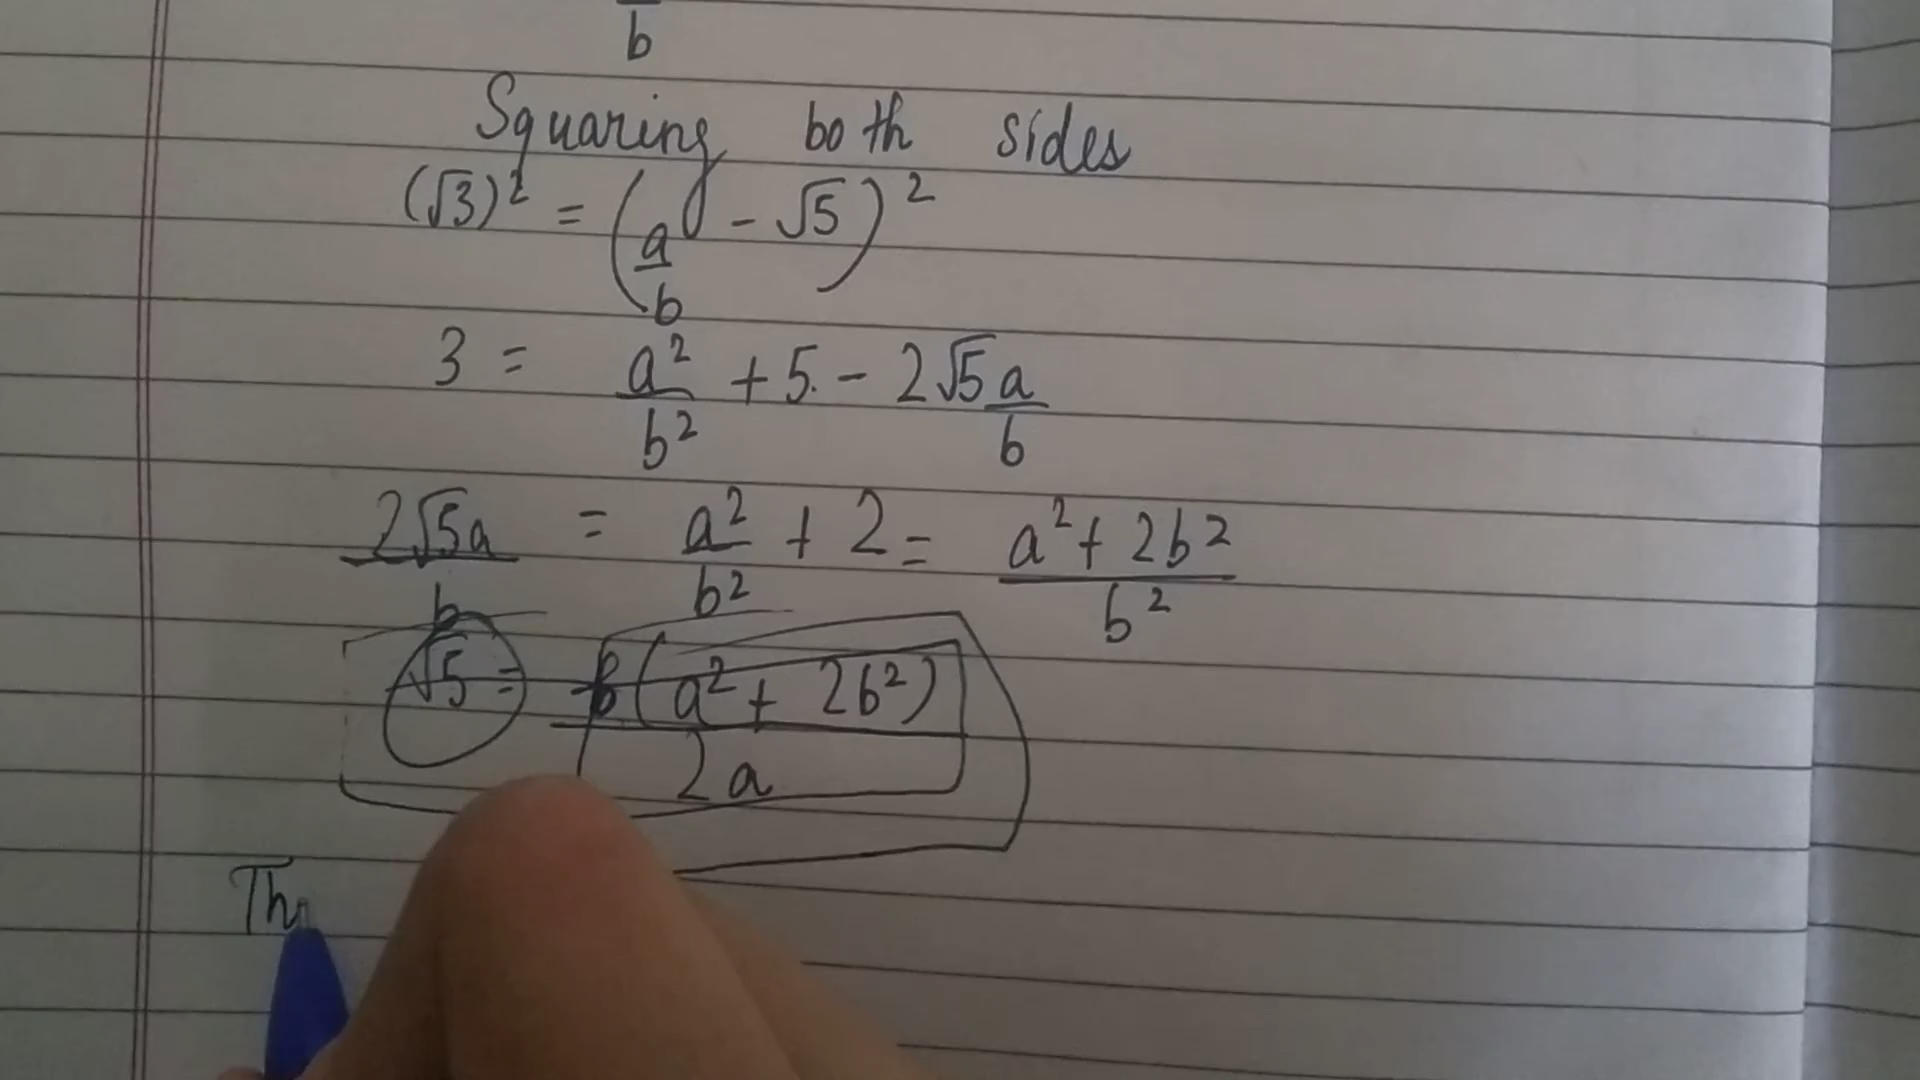 b
Squaring both sides
(√3)² = (a/b - √5)²
3 = a²/b² + 5 - 2√5a/b
2√5a/b = a²/b² + 2 = a² + 2b²/b²
√5 = b(a² + 2b²)/2a
Th